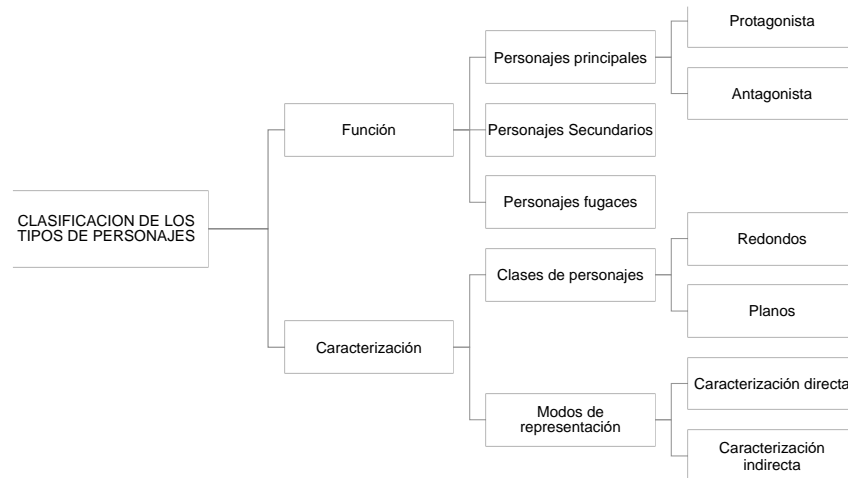 Protagonista
Personajes principales
Antagonista
Función
Personajes Secundarios
Personajes fugaces
CLASIFICACION DE LOS
TIPOS DE PERSONAJES
Redondos
Clases de personajes
Planos
Caracterización
Caracterización directa
Modos de
representación
Caracterización
indirecta